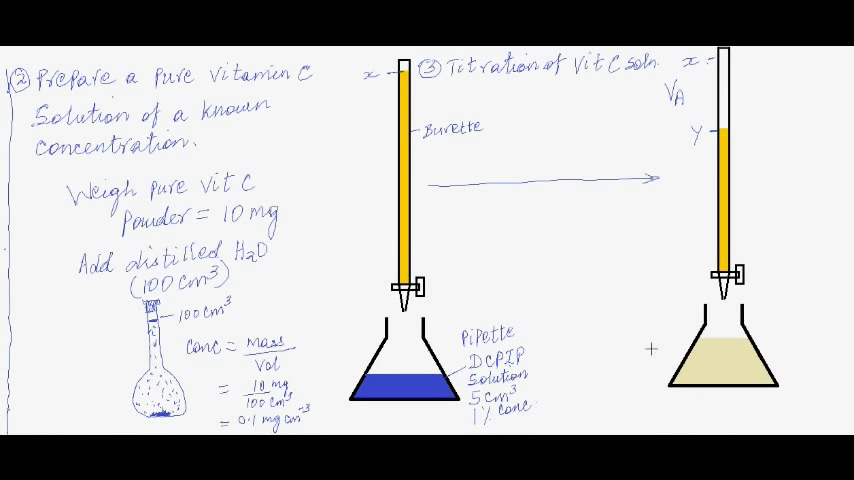 ② Prepare a pure vitamin C
Solution of a known
concentration.
Weigh pure vit C
Powder = 10 mg
Add distilled H₂O
(100 cm³)
100 cm³
Conc = mass
Vol
= 10 mg
100 cm³
= 0.1 mg cm⁻³
x
③ Titration of Vit C soln.
Burette
Pipette
DCPIP
Solution
5 cm³
1% conc
x
VA
Y